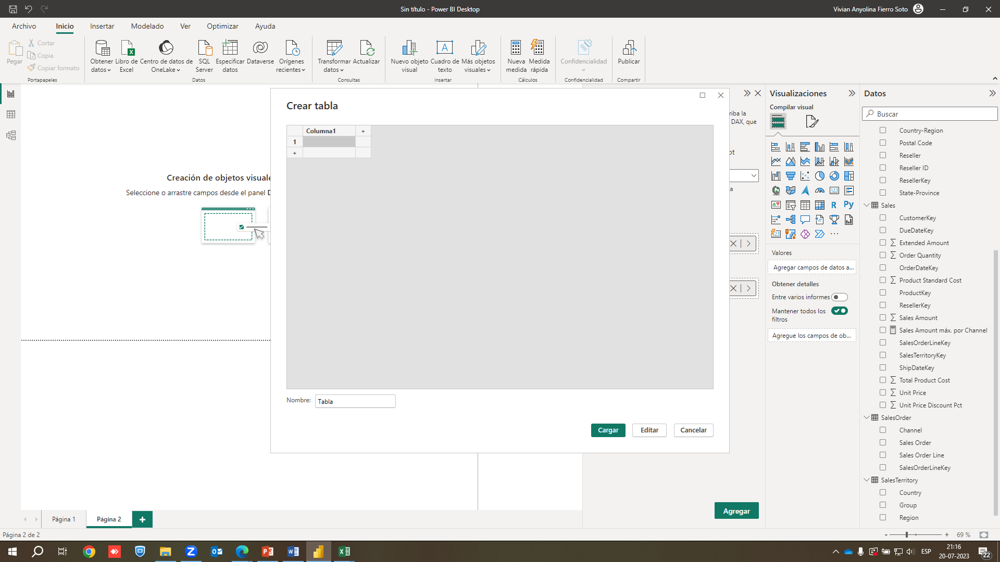 Sin título - Power BI Desktop
Vivian Anyolina Fierro Soto
Archivo
Inicio
Insertar
Modelado
Ver
Optimizar
Ayuda
Pegar
Cortar
Copia
Copiar formato
Portapapeles
Obtener
datos
Libro de
Excel
Centro de datos de
OneLake
SQL
Server
Especificar
datos
Dataverse
Orígenes
recientes
Datos
Transformar
datos
Actualizar
Consultas
Nuevo objeto
visual
Cuadro de
texto
Más objetos
visuales
Insertar
Nueva
medida
Medida
rápida
Cálculos
Confidencialidad
Confidencialidad
Publicar
Compartir
Creación de objetos visuale
Seleccione o arrastre campos desde el panel D
Crear tabla
Columna1
+
1
+
Nombre:
Tabla
Cargar
Editar
Cancelar
riba la
DAX, que
ot
a
Agregar
Visualizaciones
Compilar visual
R
Py
123
123
...
Valores
Agregar campos de datos a...
Obtener detalles
Entre varios informes
Mantener todos los
filtros
Agregue los campos de ob...
Datos
Buscar
Country-Region
Postal Code
Reseller
Reseller ID
ResellerKey
State-Province
Sales
CustomerKey
DueDateKey
Extended Amount
Order Quantity
OrderDateKey
Product Standard Cost
ProductKey
ResellerKey
Sales Amount
Sales Amount máx. por Channel
SalesOrderLineKey
SalesTerritoryKey
ShipDateKey
Total Product Cost
Unit Price
Unit Price Discount Pct
SalesOrder
Channel
Sales Order
Sales Order Line
SalesOrderLineKey
SalesTerritory
Country
Group
Region
Página 1
Página 2
+
Página 2 de 2
-
+
69 %
ESP
21:16
20-07-2023
22